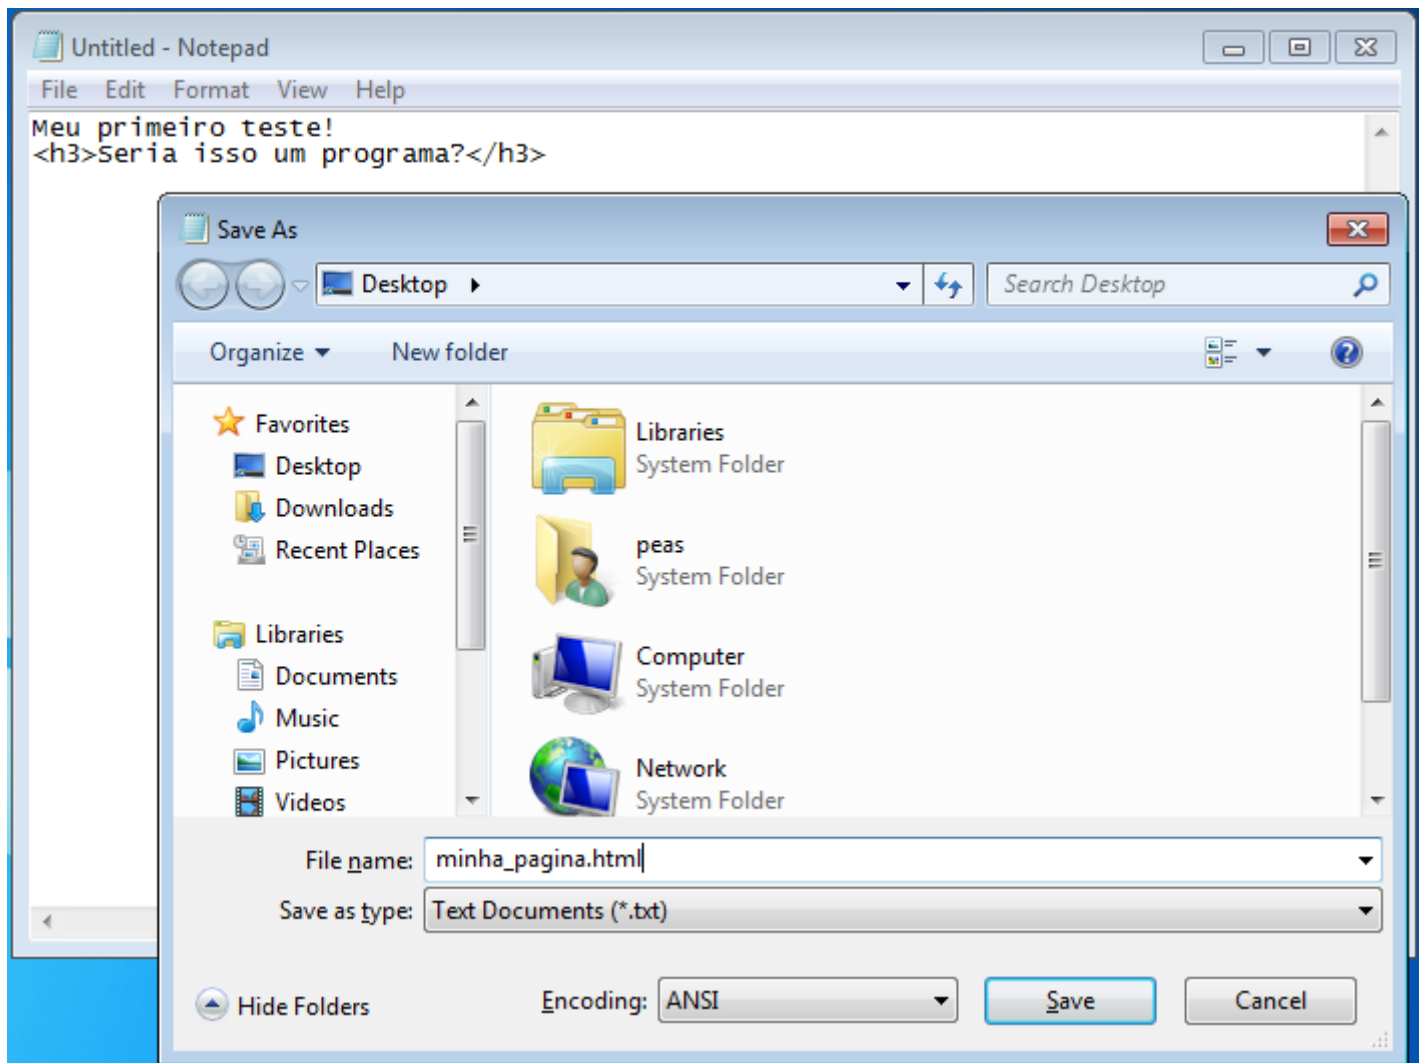 Untitled - Notepad
File Edit Format View Help
Meu primeiro teste!
<h3>Seria isso um programa?</h3>
Save As
Desktop
Search Desktop
Organize New folder
Favorites
Desktop
Downloads
Recent Places
Libraries
Documents
Music
Pictures
Videos
Libraries
System Folder
peas
System Folder
Computer
System Folder
Network
System Folder
File name: minha_pagina.html
Save as type: Text Documents (*.txt)
Hide Folders
Encoding: ANSI
Save
Cancel